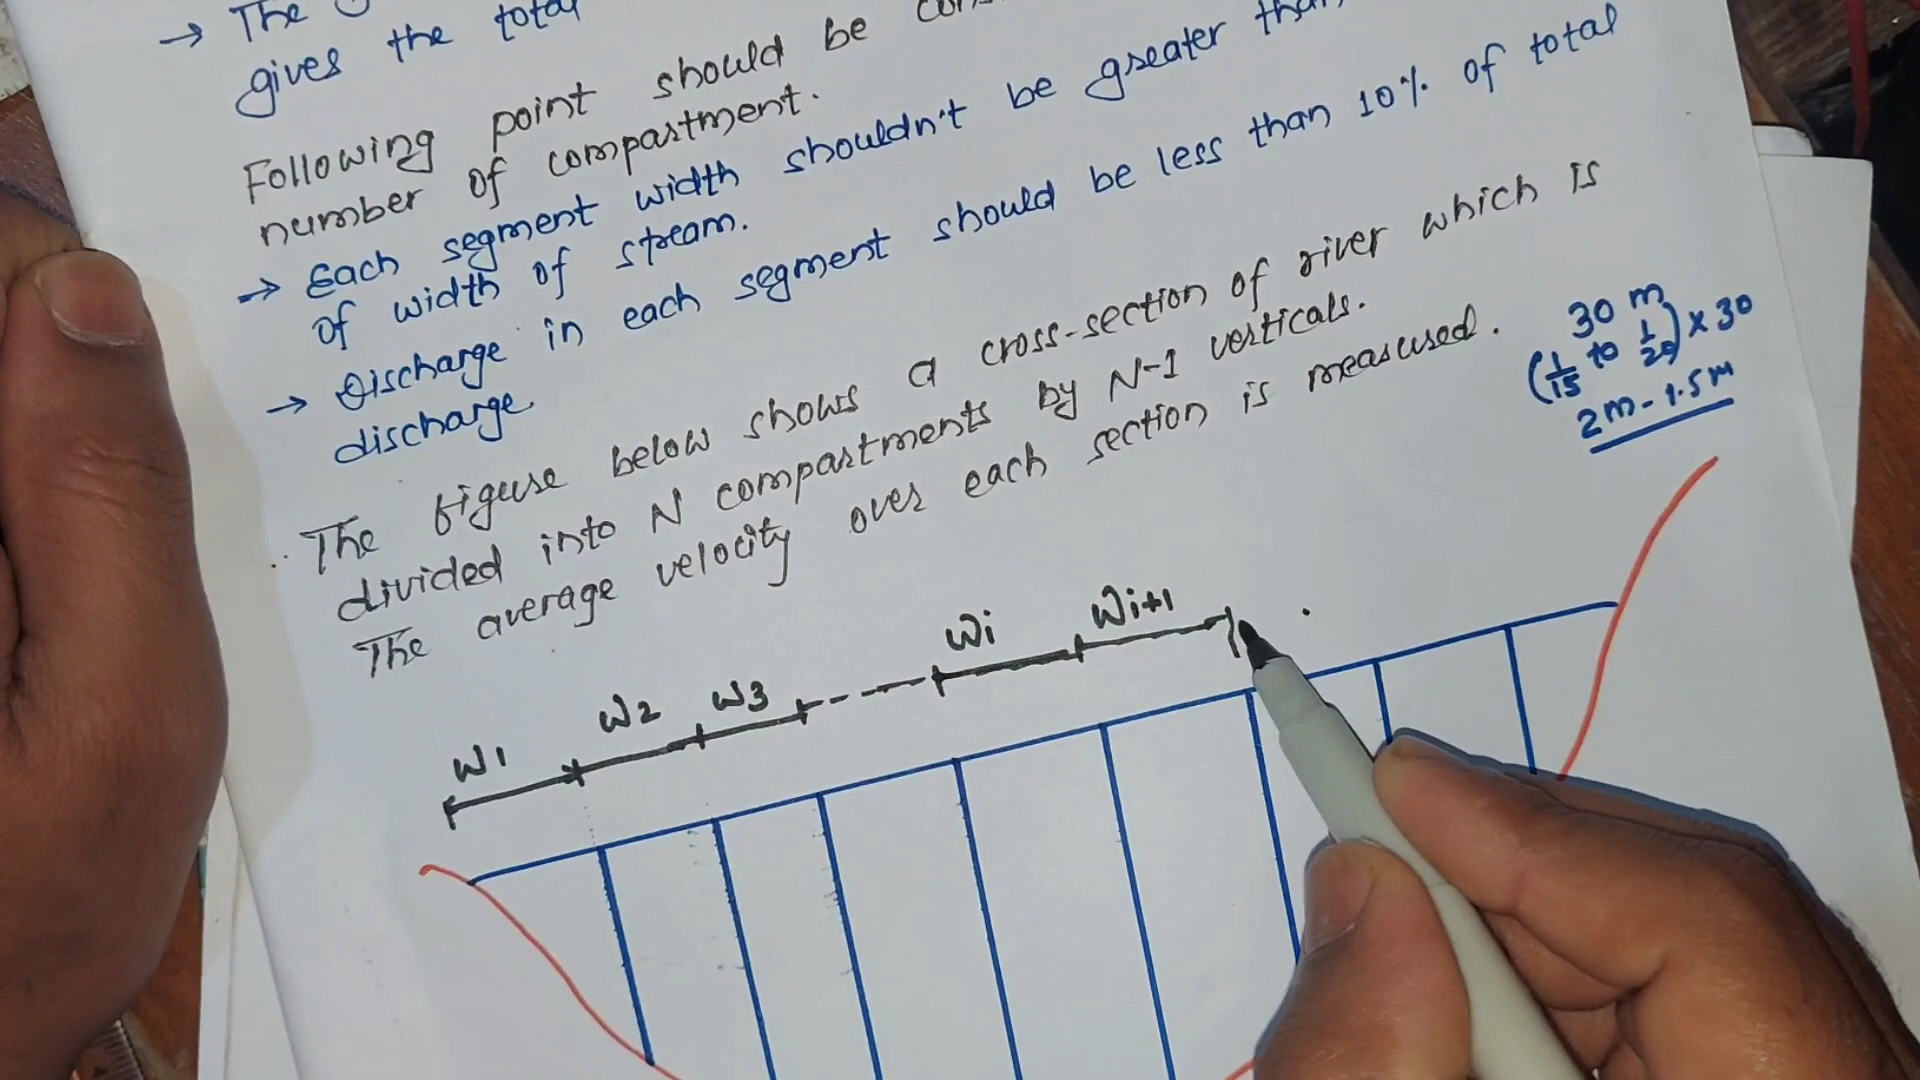 → The
gives the total
Following point should be
number of compartment.
→ Each segment width shouldn't be greater than
of width of stream.
→ Discharge in each segment should be less than 10% of total
discharge.
The figure below shows a cross-section of river which is
divided into N compartments by N-1 verticals.
The average velocity over each section is measured.
30 m
(1/15 to 1/20) x 30
2m - 1.5m
W1 W2 W3 Wi Wi+1